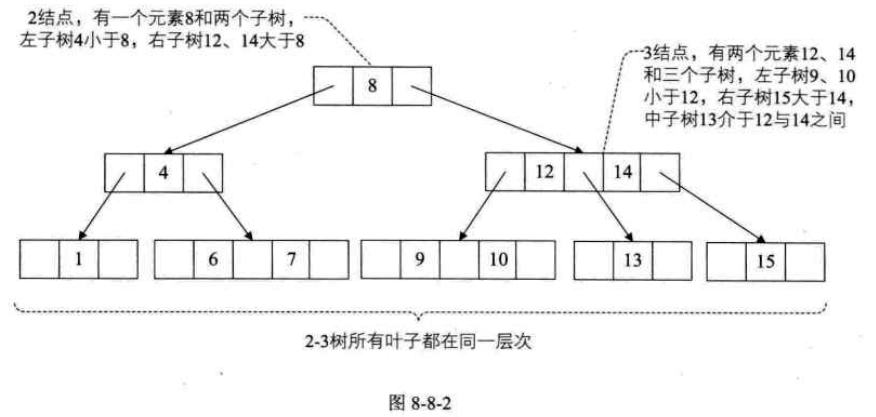 2结点，有一个元素8和两个子树，
左子树4小于8，右子树12、14大于8
3结点，有两个元素12、14
和三个子树，左子树9、10
小于12，右子树15大于14，
中子树13介于12与14之间
8
4
12 14
1
6 7
9 10
13
15
2-3树所有叶子都在同一层次
图 8-8-2